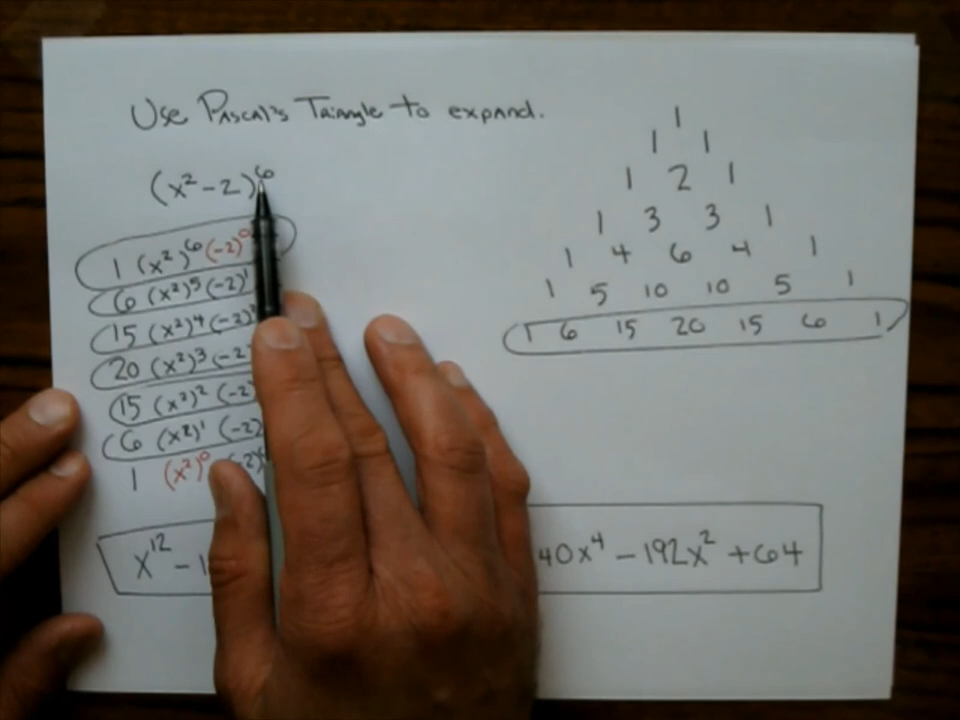 Use Pascal's Triangle to expand.
(x² - 2)⁶
1 (x²)⁶ (-2)⁰
6 (x²)⁵ (-2)¹
15 (x²)⁴ (-2)
20 (x²)³ (-2
15 (x²)² (-2)
6 (x²)¹ (-2)
1 (x²)⁰ -2)⁶
1
1 1
1 2 1
1 3 3 1
1 4 6 4 1
1 5 10 10 5 1
1 6 15 20 15 6 1
x¹² - 1 40x⁴ - 192x² + 64